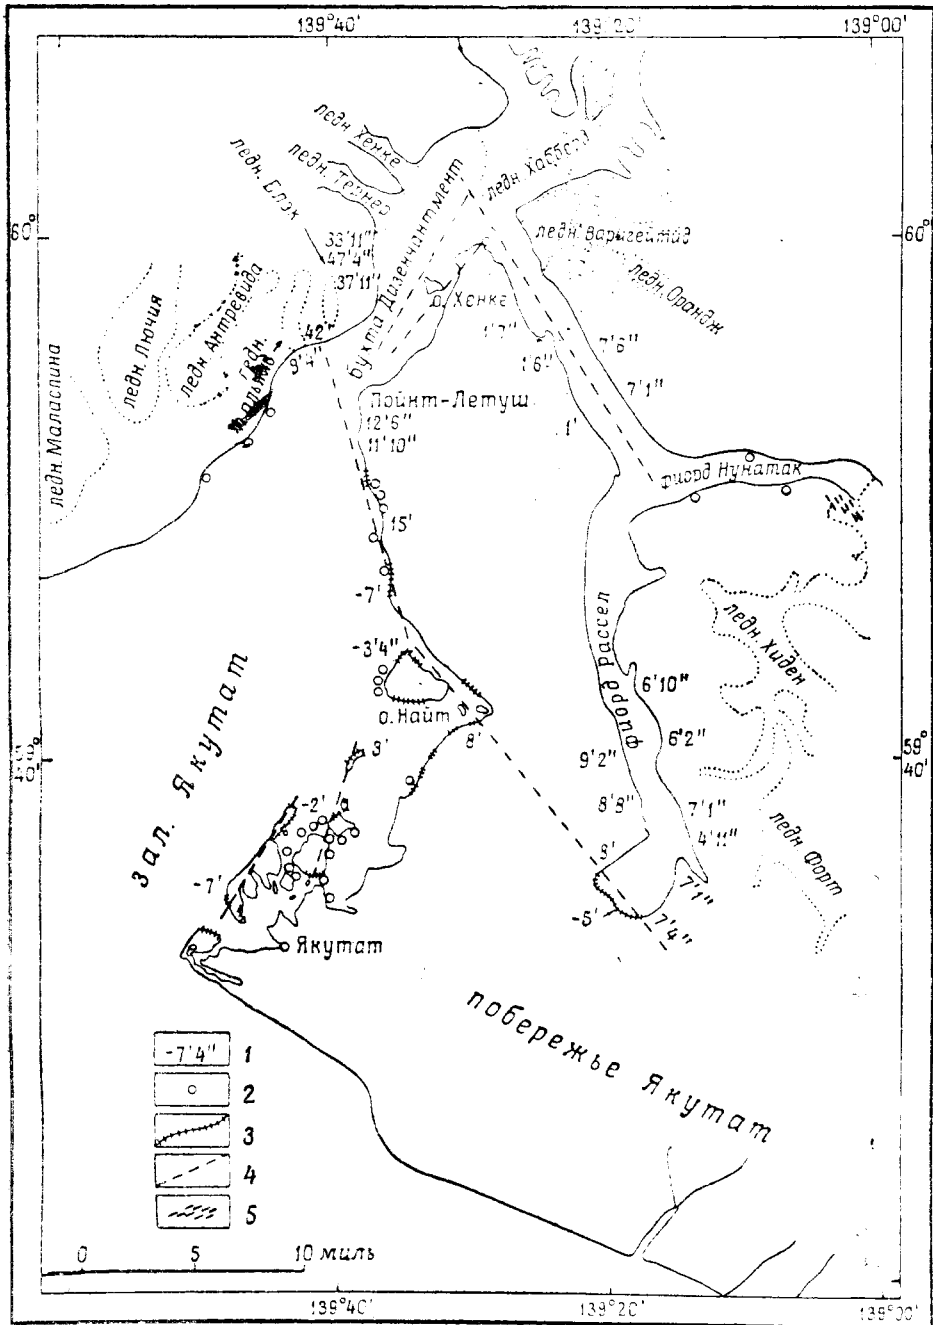 139°40'
139°20'
139°00'
ледн. Хенке
ледн. Тернер
ледн. Блэк
ледн. Хаббард
Бухта Дизенчантмент
60°
60°
33'11"
47'4"
37'11"
ледн. Варигейтид
ледн. Орандж
о. Хенке
ледн. Антревида
ледн. Лючия
ледн. Маласпина
ледн.
42'
9'4"
1'7"
1'6"
7'6"
7'1"
1'
Пойнт-Летуш
12'6"
11'10"
фиорд Нунатак
15'
-7'
-3'4"
о. Найт
фиорд Рассел
ледн. Хиден
6'10"
6'2"
зал. Якутат
3'
8'
9'2"
59°
40'
8'8"
7'1"
4'11"
-2'
8'
ледн. Форт
-7'
7'1"
-5'
7'4"
Якутат
побережье Якутат
-7'4" 1
2
3
4
5
0 5 10 миль
139°40'
139°20'
139°00'